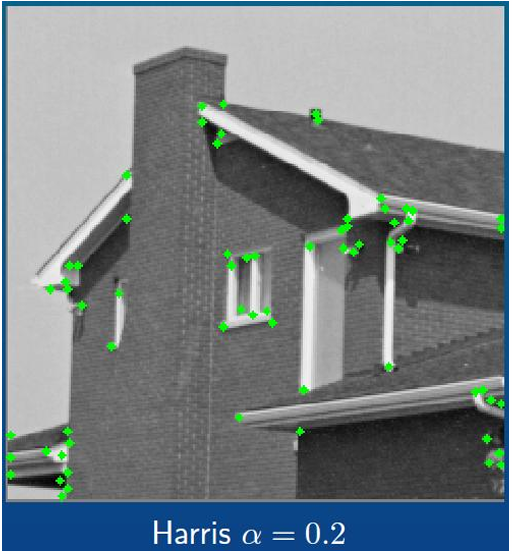 Harris α = 0.2